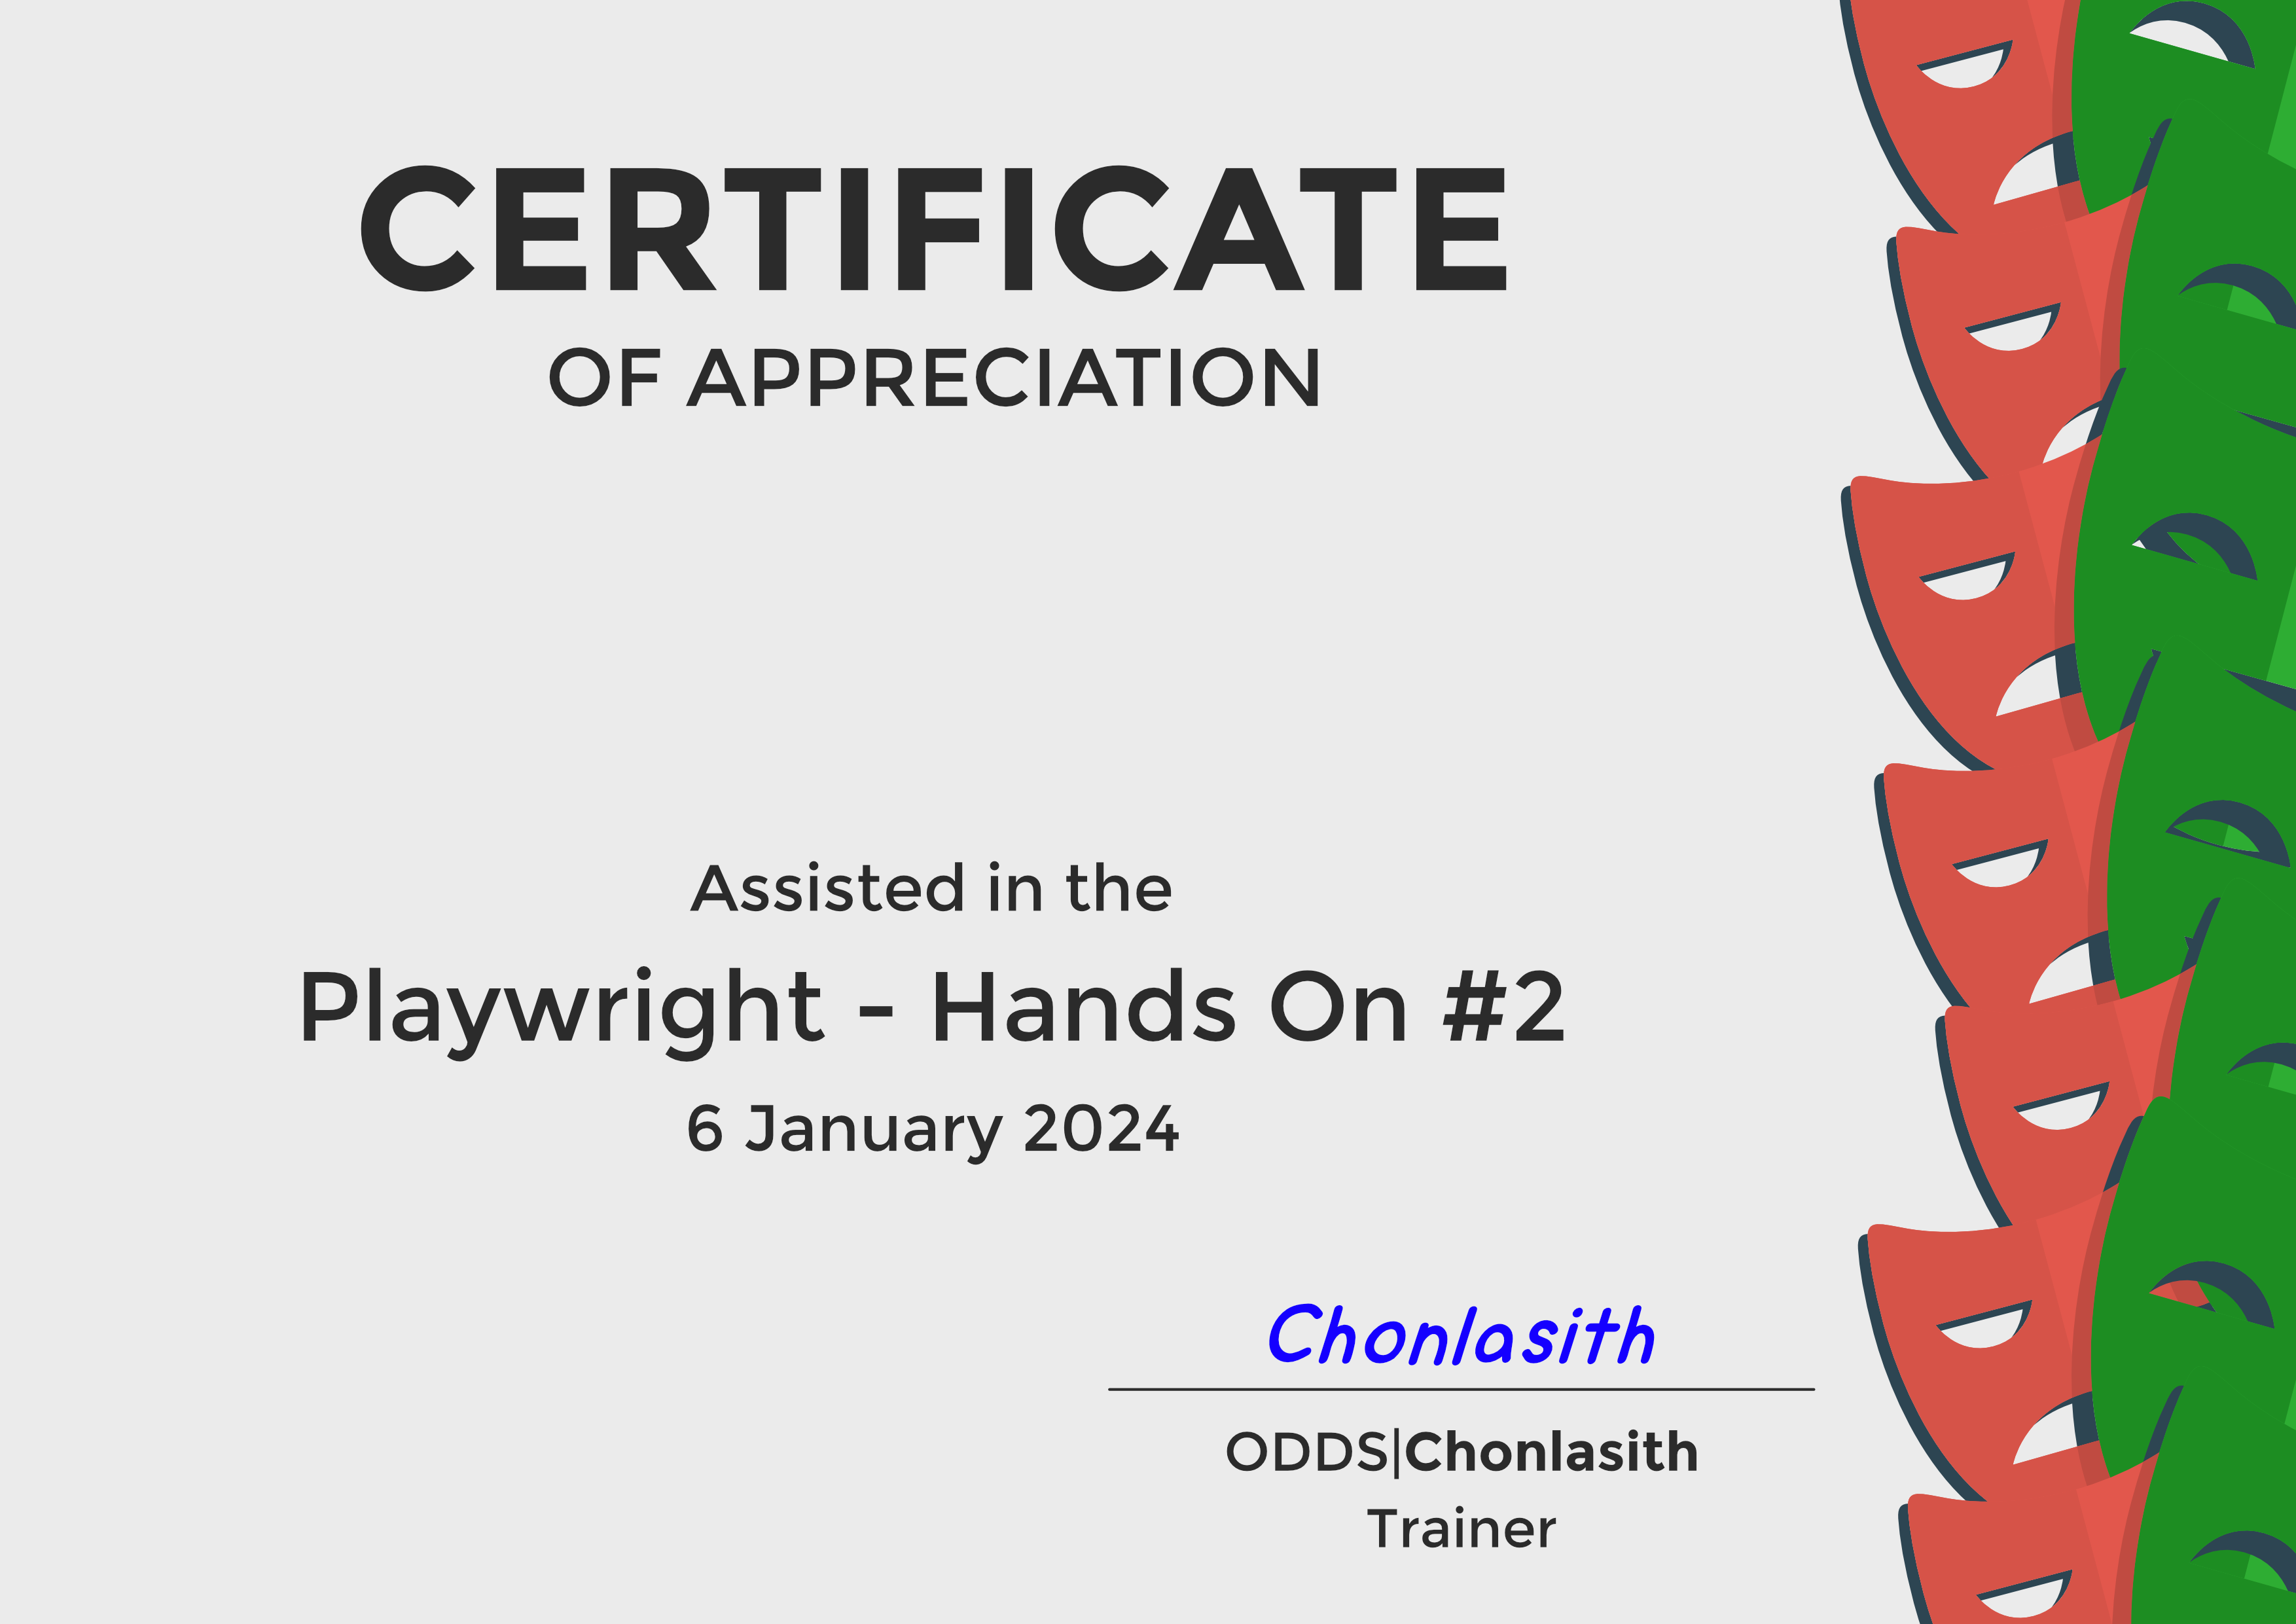 CERTIFICATE
OF APPRECIATION
Assisted in the
Playwright - Hands On #2
6 January 2024
Chonlasith
ODDS|Chonlasith
Trainer